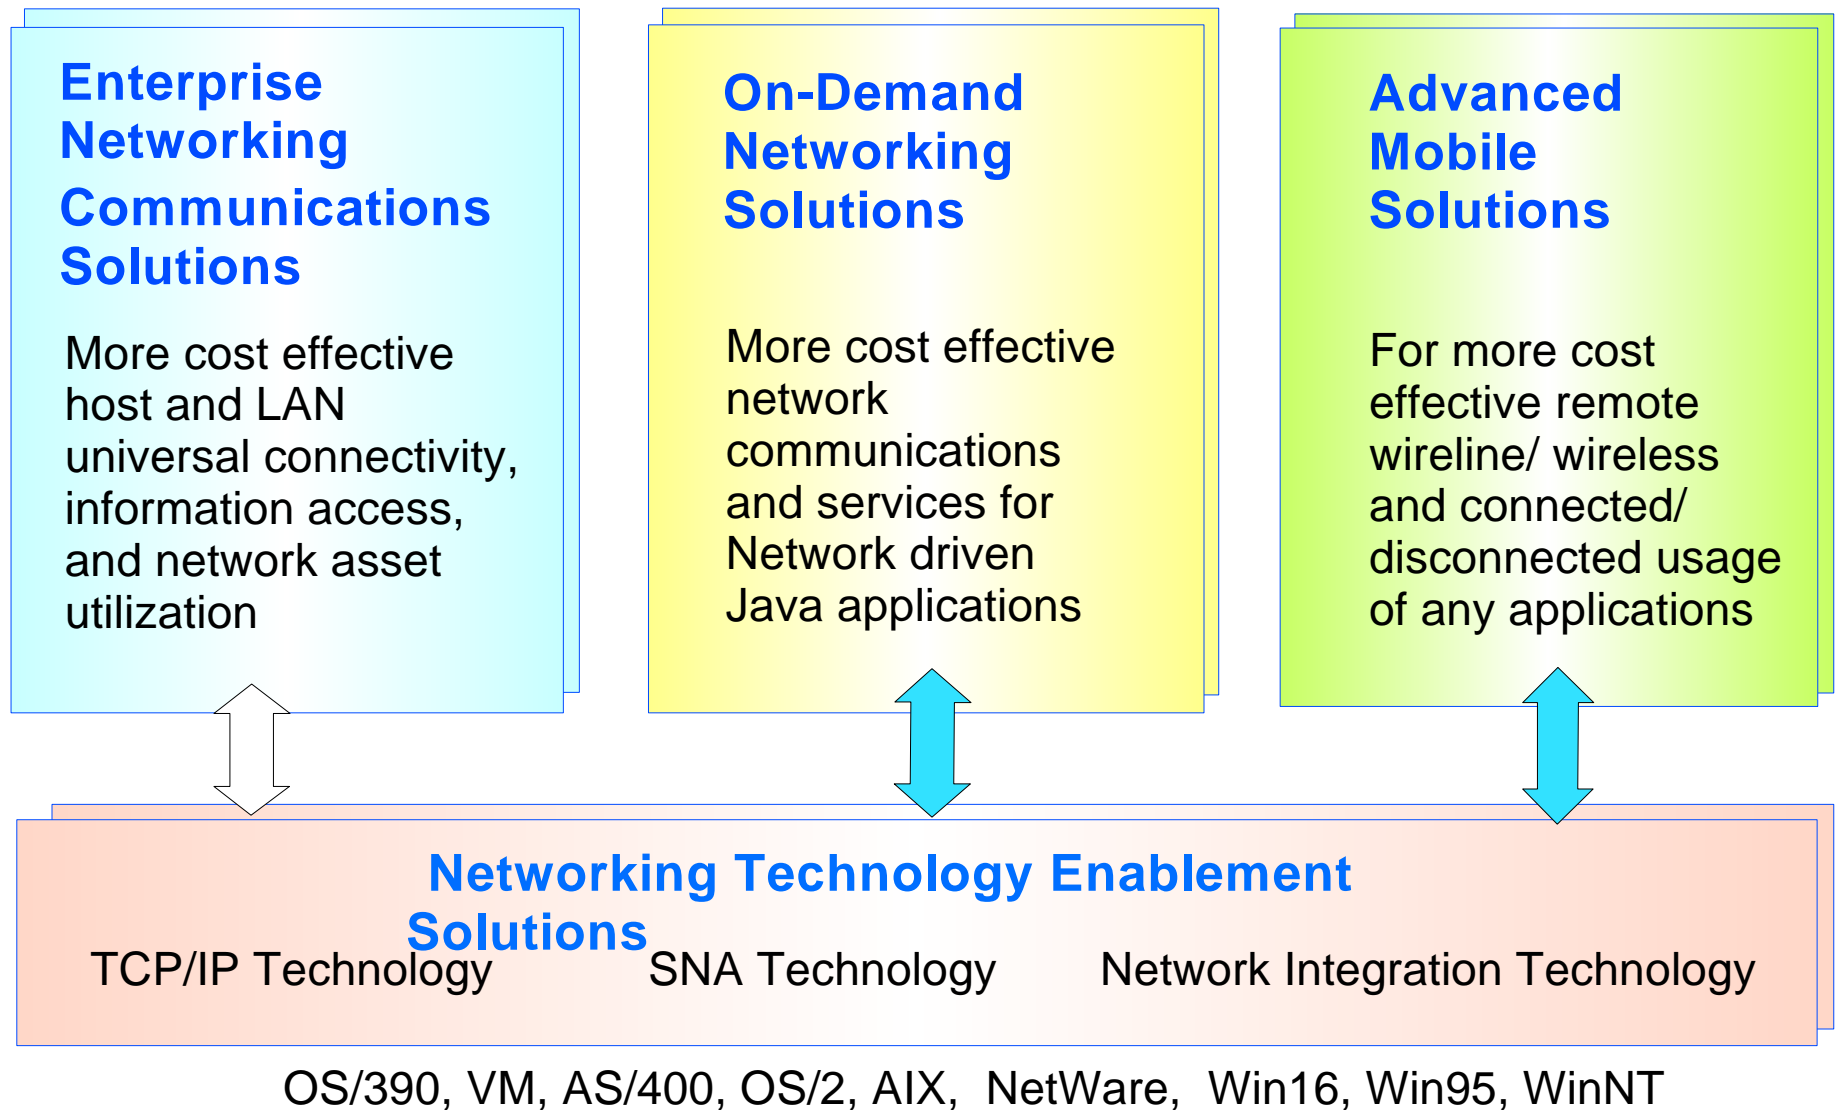 Enterprise
Networking
Communications
Solutions
More cost effective
host and LAN
universal connectivity,
information access,
and network asset
utilization
On-Demand
Networking
Solutions
More cost effective
network
communications
and services for
Network driven
Java applications
Advanced
Mobile
Solutions
For more cost
effective remote
wireline/ wireless
and connected/
disconnected usage
of any applications
Networking Technology Enablement
Solutions
TCP/IP Technology SNA Technology Network Integration Technology
OS/390, VM, AS/400, OS/2, AIX, NetWare, Win16, Win95, WinNT